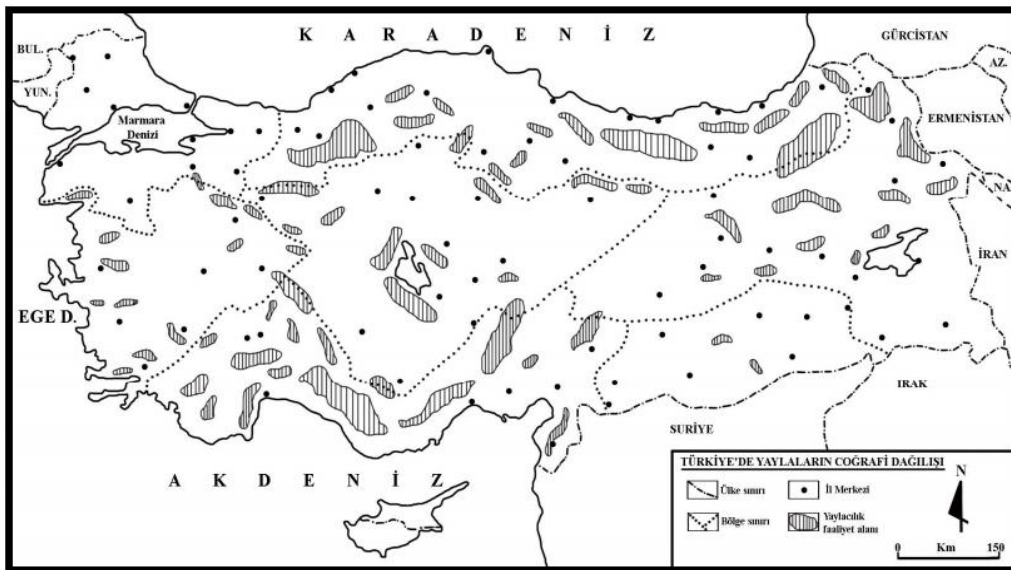 K A R A D E N İ Z
GÜRCİSTAN
BUL.
AZ.
YUN.
ERMENİSTAN
Marmara
Denizi
NA
İRAN
EGE D.
IRAK
SURİYE
A K D E N İ Z
TÜRKİYE'DE YAYLALARIN COĞRAFİ DAĞILIŞI
Ülke sınırı
İl Merkezi
N
Bölge sınırı
Yaylacılık
faaliyet alanı
0 Km 150